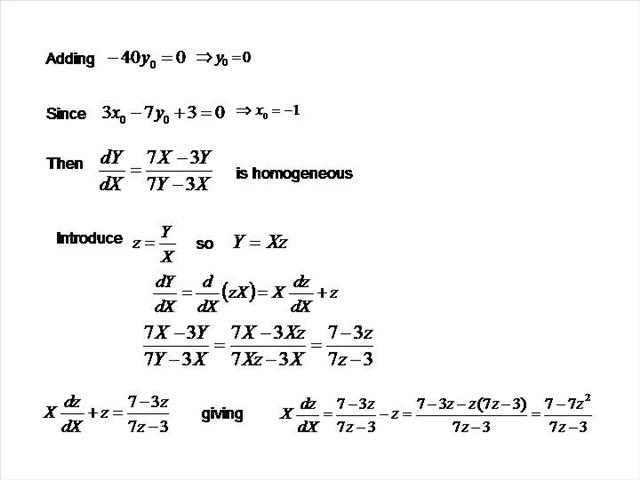 Adding −40y₀ = 0 ⇒ y₀ = 0
Since 3x₀ − 7y₀ + 3 = 0 ⇒ x₀ = −1
Then dY/dX = (7X − 3Y)/(7Y − 3X) is homogeneous
Introduce z = Y/X so Y = Xz
dY/dX = d/dX (zX) = X dz/dX + z
(7X − 3Y)/(7Y − 3X) = (7X − 3Xz)/(7Xz − 3X) = (7 − 3z)/(7z − 3)
X dz/dX + z = (7 − 3z)/(7z − 3) giving X dz/dX = (7 − 3z)/(7z − 3) − z = (7 − 3z − z(7z − 3))/(7z − 3) = (7 − 7z²)/(7z − 3)